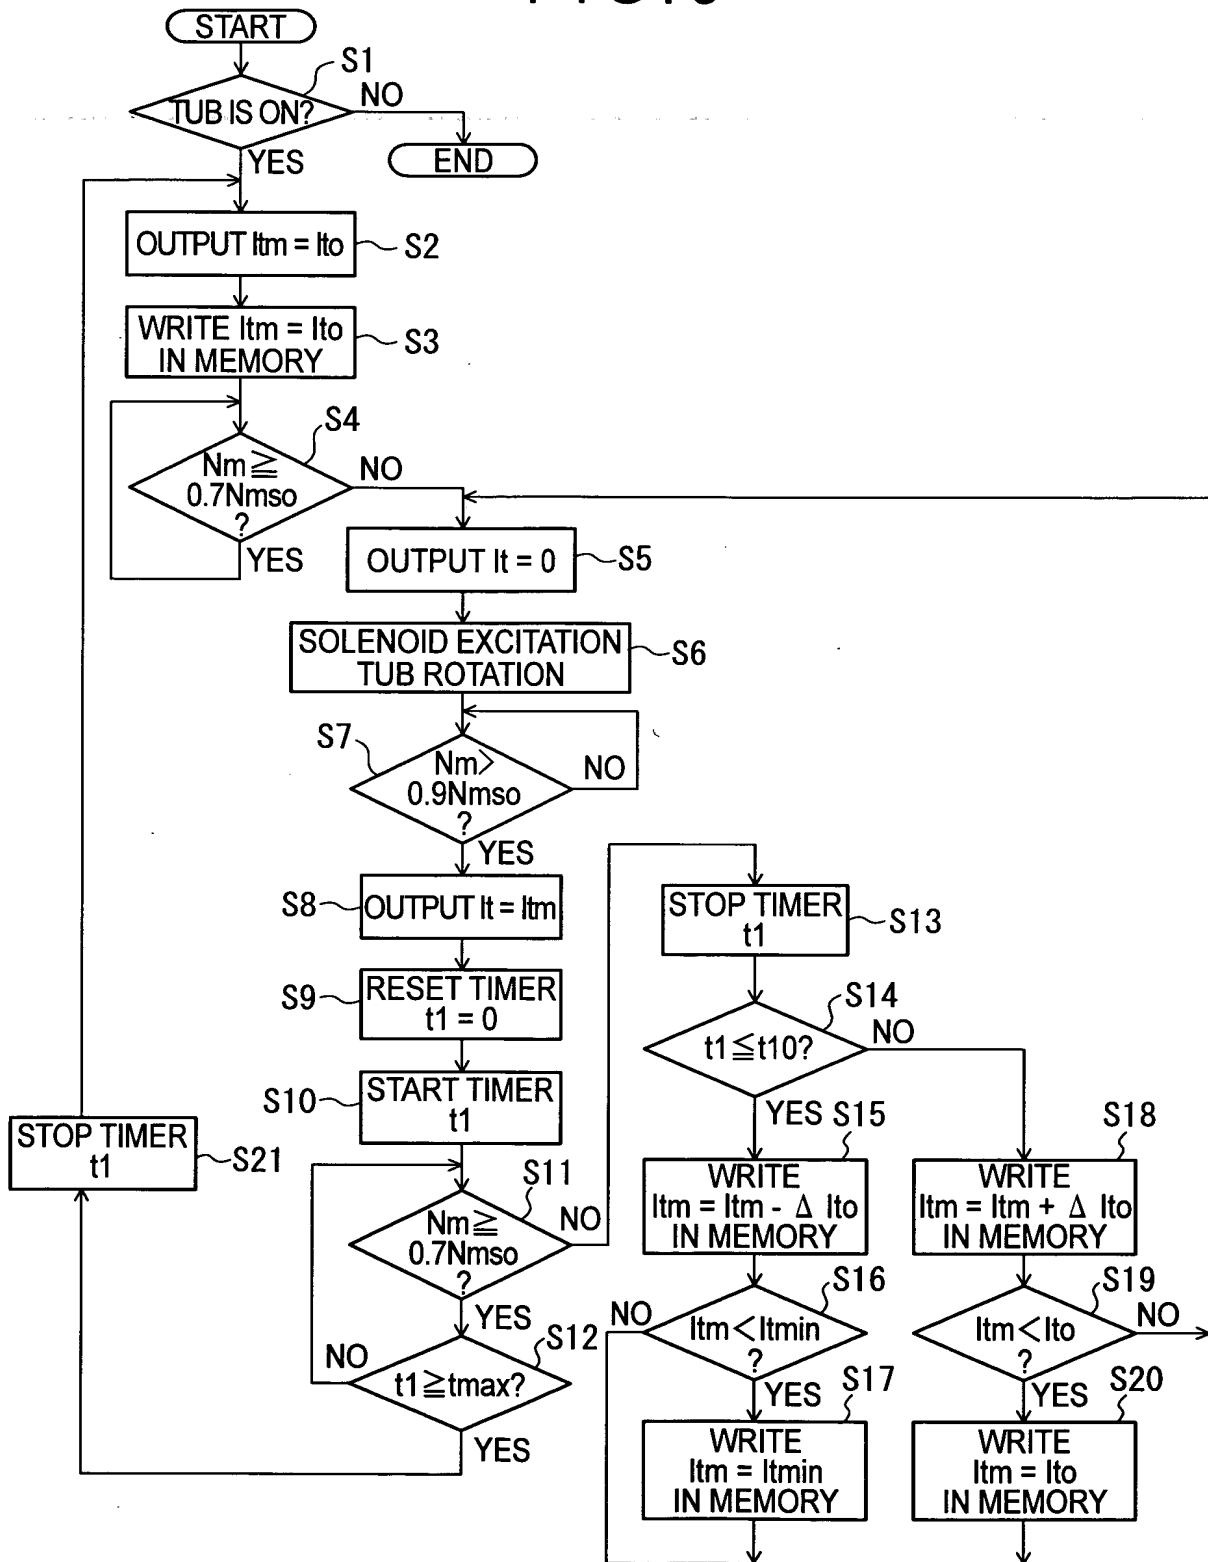 START
S1
TUB IS ON?
NO
END
YES
OUTPUT Itm = Ito
S2
WRITE Itm = Ito
IN MEMORY
S3
S4
Nm ≧
0.7Nmso
?
NO
YES
OUTPUT It = 0
S5
SOLENOID EXCITATION
TUB ROTATION
S6
S7
Nm>
0.9Nmso
?
NO
YES
S8
OUTPUT It = Itm
S9
RESET TIMER
t1 = 0
S10
START TIMER
t1
S11
Nm ≧
0.7Nmso
?
NO
YES
S12
t1 ≧ tmax?
NO
YES
STOP TIMER
t1
S21
STOP TIMER
t1
S13
S14
t1 ≦ t10?
NO
YES
S15
WRITE
Itm = Itm - Δ Ito
IN MEMORY
S16
NO
Itm < Itmin
?
YES
S17
WRITE
Itm = Itmin
IN MEMORY
S18
WRITE
Itm = Itm + Δ Ito
IN MEMORY
S19
Itm < Ito
?
NO
YES
S20
WRITE
Itm = Ito
IN MEMORY